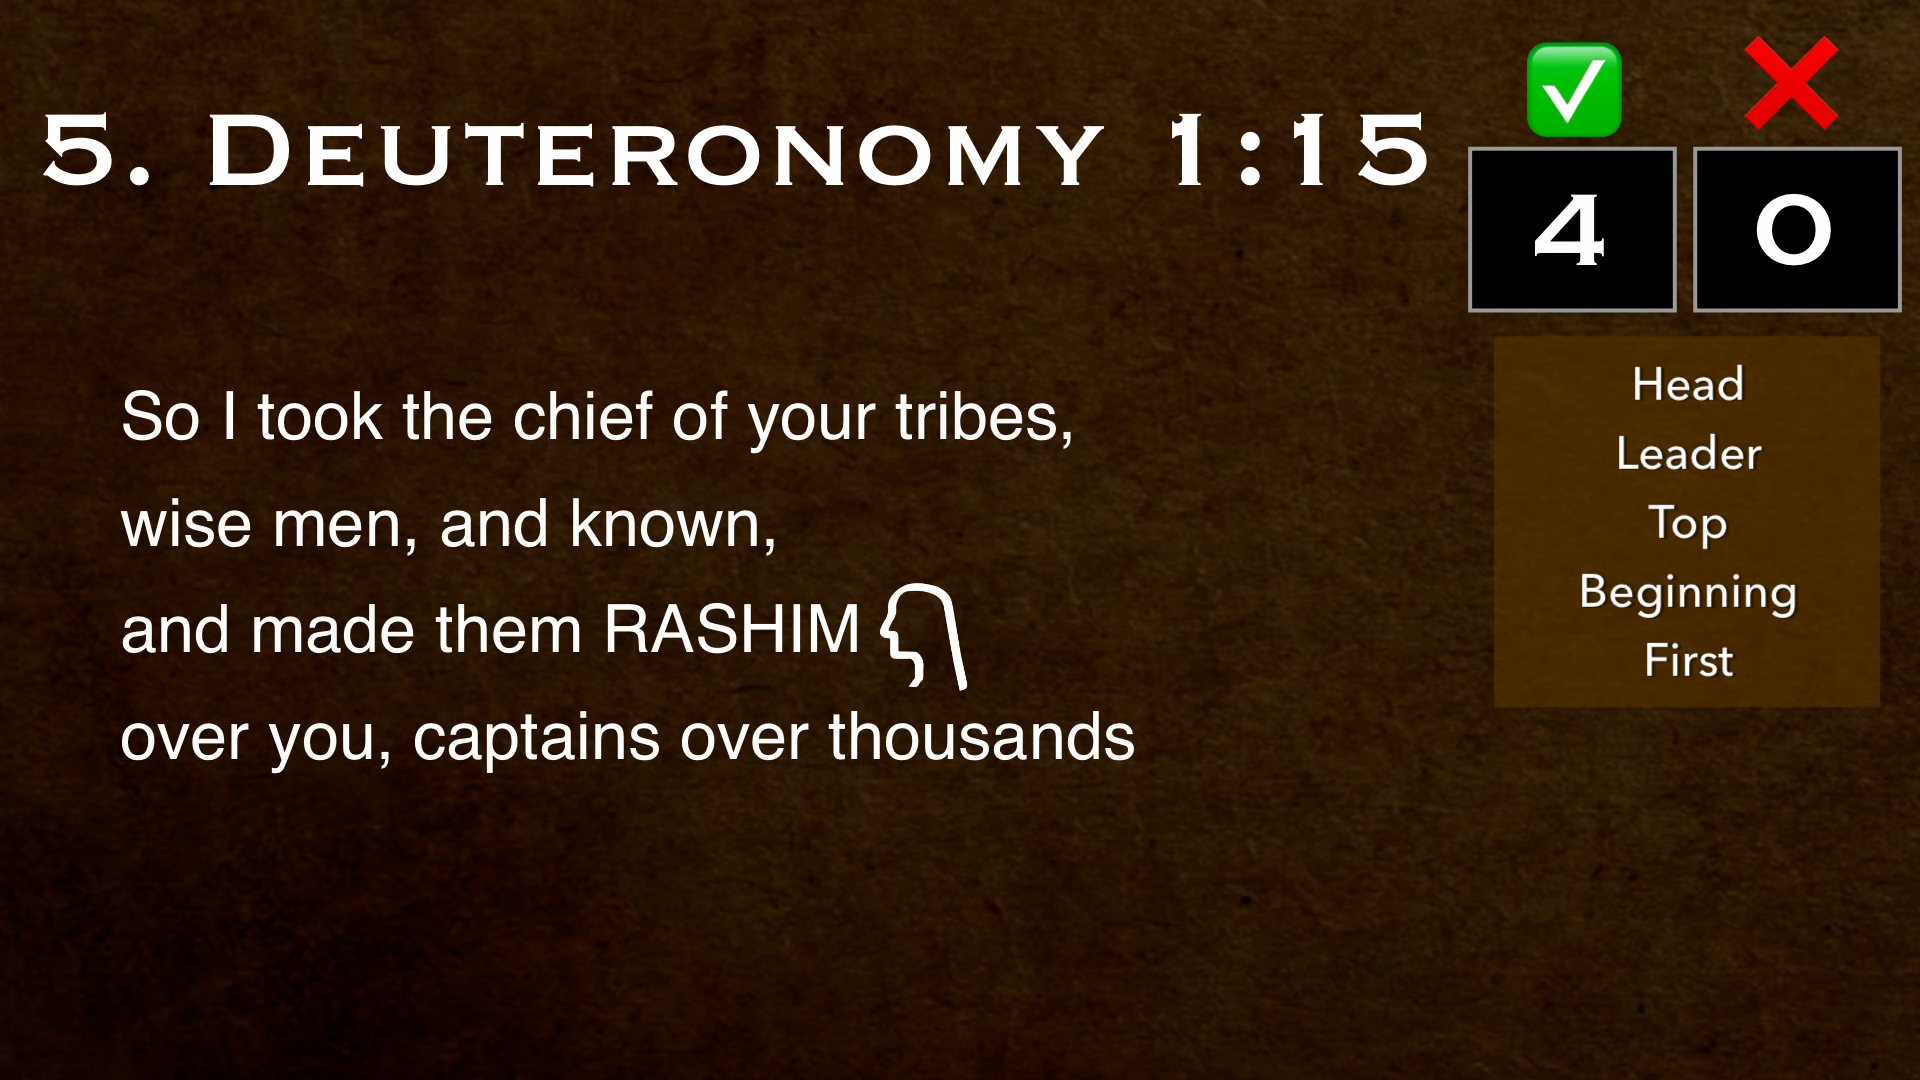 5. Deuteronomy 1:15
✅ ❌
4 0
So I took the chief of your tribes,
wise men, and known,
and made them RASHIM
over you, captains over thousands
Head
Leader
Top
Beginning
First